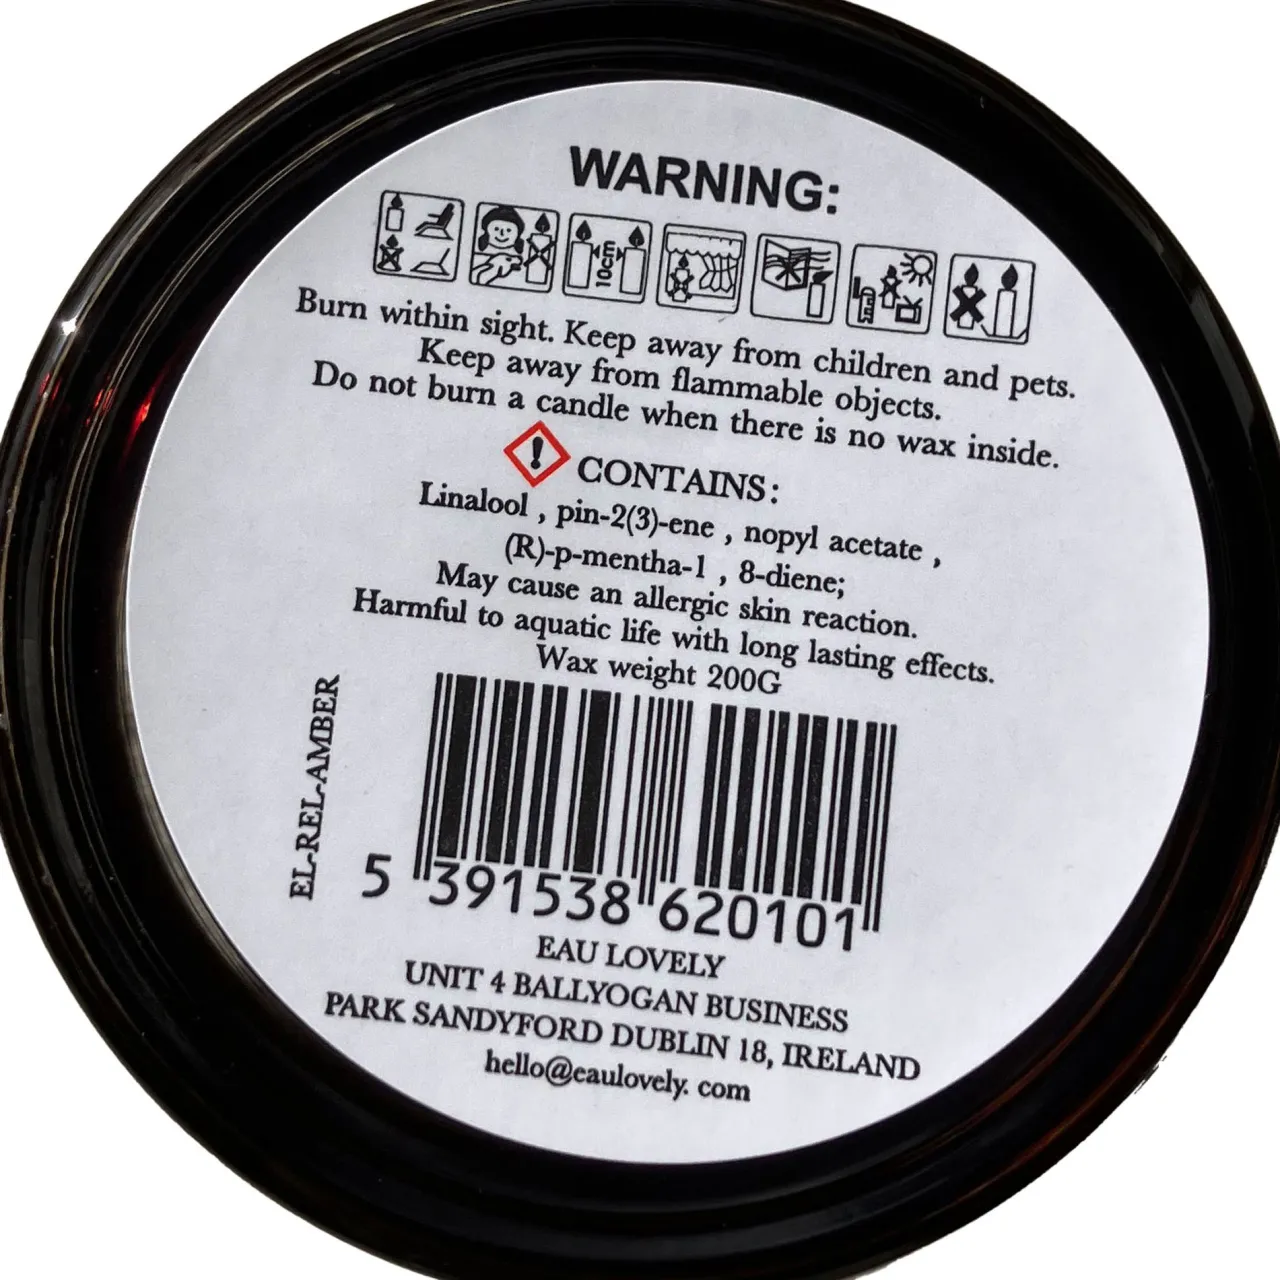 WARNING:
10cm
Burn within sight. Keep away from children and pets.
Keep away from flammable objects.
Do not burn a candle when there is no wax inside.
! CONTAINS:
Linalool , pin-2(3)-ene , nopyl acetate ,
(R)-p-mentha-1 , 8-diene;
May cause an allergic skin reaction.
Harmful to aquatic life with long lasting effects.
Wax weight 200G
EL-REL-AMBER
5 391538 620101
EAU LOVELY
UNIT 4 BALLYOGAN BUSINESS
PARK SANDYFORD DUBLIN 18, IRELAND
hello@eaulovely. com